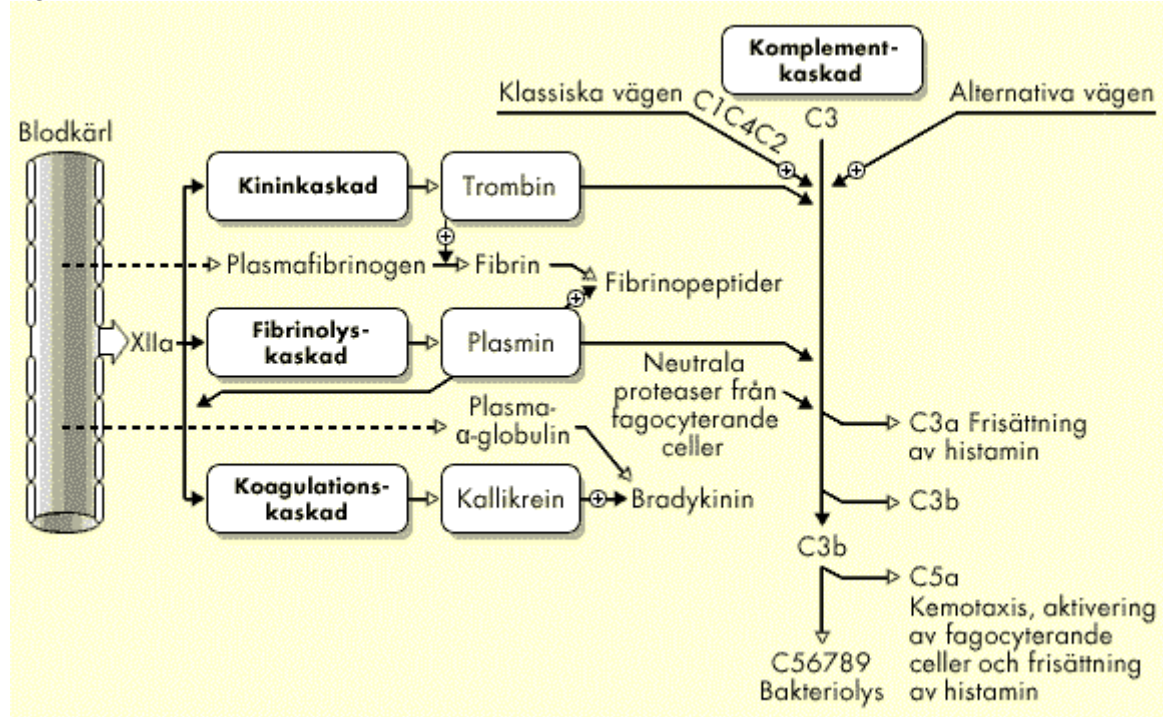 Komplement-
kaskad
Klassiska vägen
C1C4C2
C3
Alternativa vägen
Blodkärl
Kininkaskad
Trombin
Plasmafibrinogen
Fibrin
Fibrinopeptider
XIIa
Fibrinolys-
kaskad
Plasmin
Neutrala
proteaser från
fagocyterande
celler
Plasma-
α-globulin
C3a Frisättning
av histamin
Koagulations-
kaskad
Kallikrein
Bradykinin
C3b
C3b
C5a
Kemotaxis, aktivering
av fagocyterande
celler och frisättning
av histamin
C56789
Bakteriolys